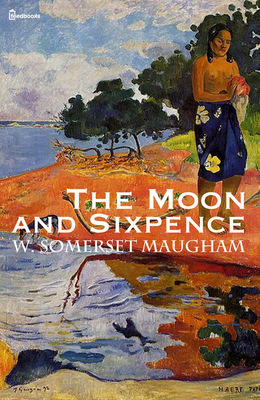 feedbooks
THE MOON
AND SIXPENCE
W. SOMERSET MAUGHAM